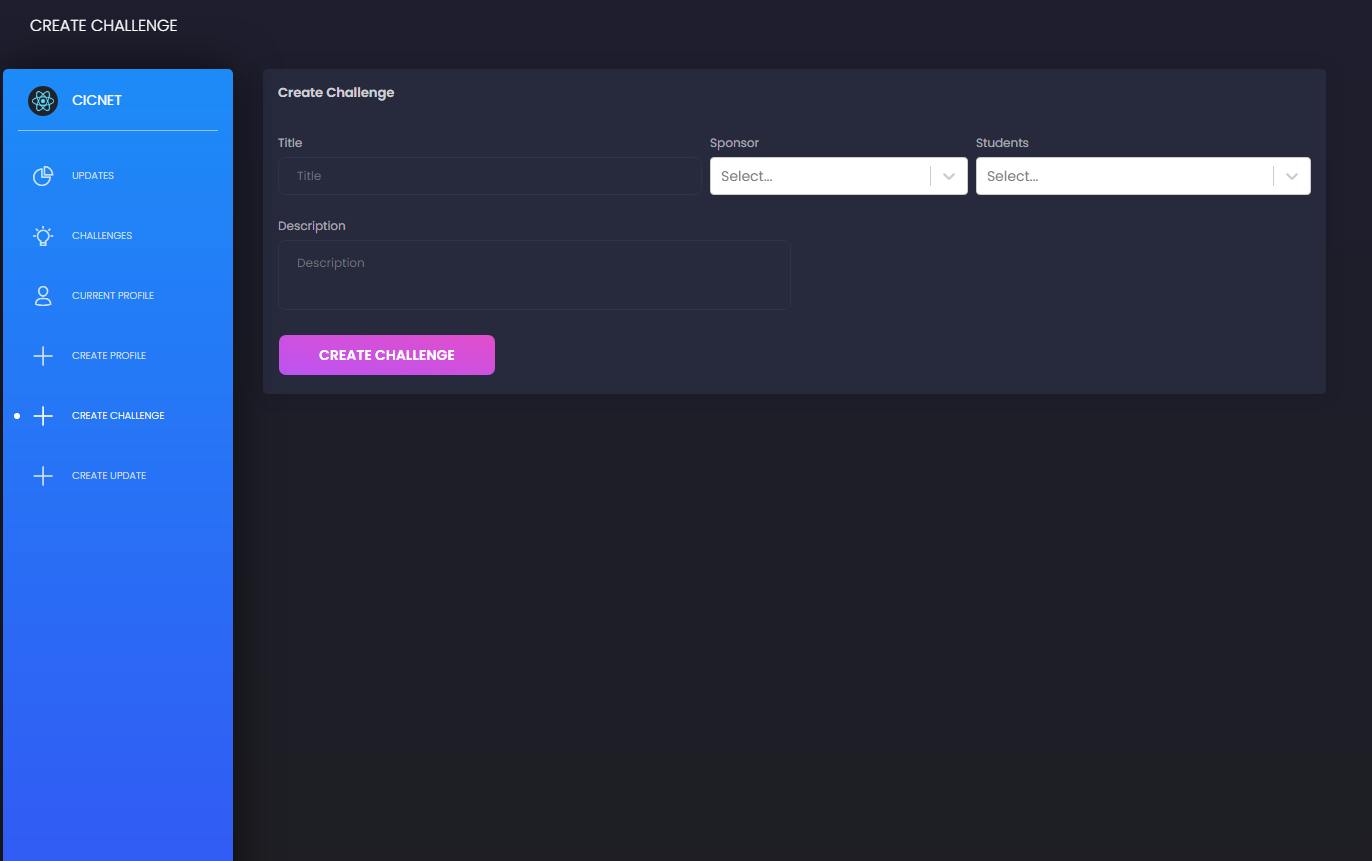 CREATE CHALLENGE
CICNET
UPDATES
CHALLENGES
CURRENT PROFILE
CREATE PROFILE
CREATE CHALLENGE
CREATE UPDATE
Create Challenge
Title Sponsor Students
Title Select... Select...
Description
Description
CREATE CHALLENGE